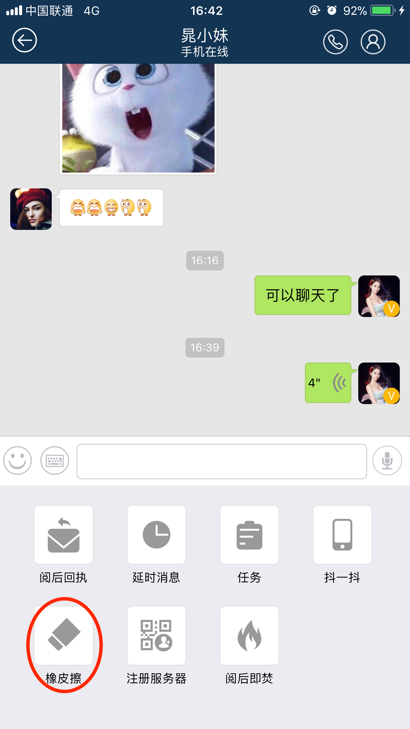 中国联通 4G 16:42 92%
晁小妹
手机在线
16:16
可以聊天了
V
16:39
4"
V
阅后回执 延时消息 任务 抖一抖
橡皮擦 注册服务器 阅后即焚